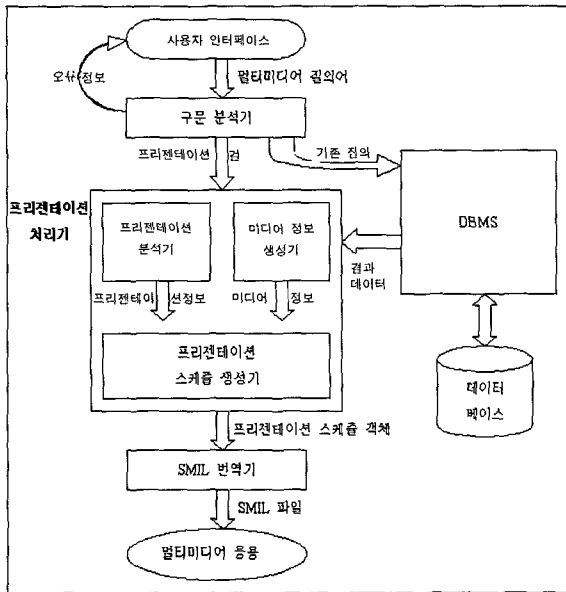 사용자 인터페이스
오류 정보
멀티미디어 질의어
구문 분석기
프리젠테이션 절
기존 질의
프리젠테이션
처리기
프리젠테이션
분석기
미디어 정보
생성기
DBMS
결과
데이터
프리젠테이션정보
미디어 정보
프리젠테이션
스케쥴 생성기
데이터
베이스
프리젠테이션 스케쥴 객체
SMIL 번역기
SMIL 파일
멀티미디어 응용